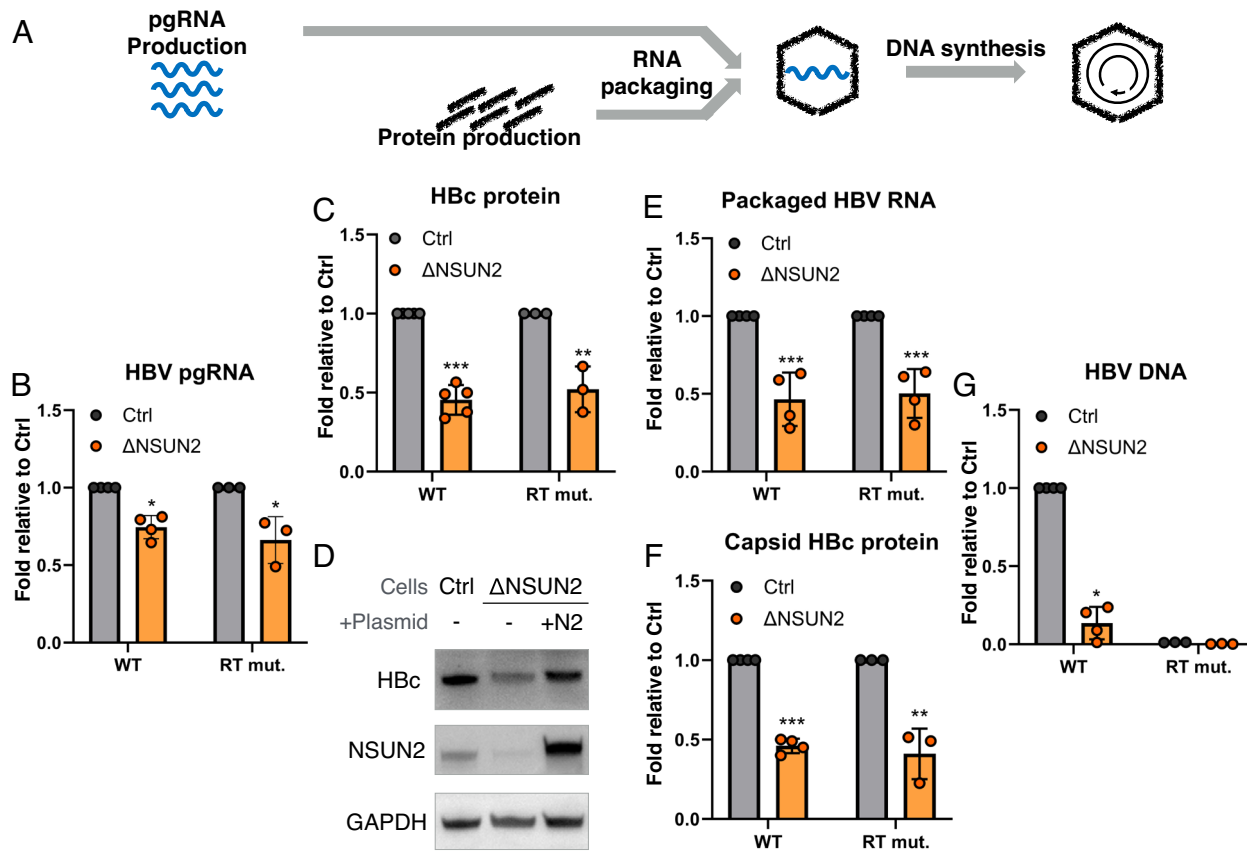 A
pgRNA
Production
Protein production
RNA
packaging
DNA synthesis
B
HBV pgRNA
Fold relative to Ctrl
1.5
1.0
0.5
0.0
Ctrl
ΔNSUN2
*
*
WT
RT mut.
C
HBc protein
Fold relative to Ctrl
1.5
1.0
0.5
0.0
Ctrl
ΔNSUN2
***
**
WT
RT mut.
D
Cells Ctrl ΔNSUN2
+Plasmid - - +N2
HBc
NSUN2
GAPDH
E
Packaged HBV RNA
Fold relative to Ctrl
1.5
1.0
0.5
0.0
Ctrl
ΔNSUN2
***
***
WT
RT mut.
F
Capsid HBc protein
Fold relative to Ctrl
1.5
1.0
0.5
0.0
Ctrl
ΔNSUN2
***
**
WT
RT mut.
G
HBV DNA
Fold relative to Ctrl
1.5
1.0
0.5
0.0
Ctrl
ΔNSUN2
*
WT
RT mut.